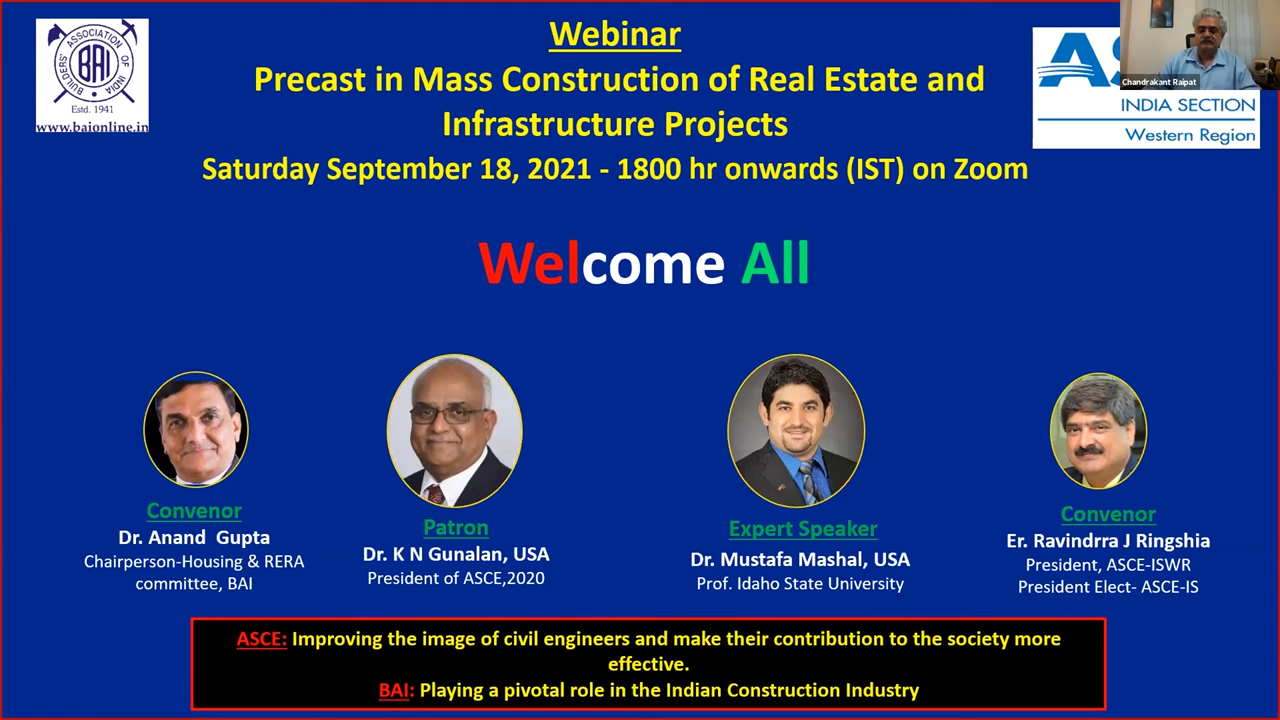 BUILDERS' ASSOCIATION OF INDIA
BAI
Estd. 1941
www.baionline.in
Webinar
Precast in Mass Construction of Real Estate and
Infrastructure Projects
Saturday September 18, 2021 - 1800 hr onwards (IST) on Zoom
Chandrakant Raipat
INDIA SECTION
Western Region
Welcome All
Convenor
Dr. Anand Gupta
Chairperson-Housing & RERA
committee, BAI
Patron
Dr. K N Gunalan, USA
President of ASCE,2020
Expert Speaker
Dr. Mustafa Mashal, USA
Prof. Idaho State University
Convenor
Er. Ravindrra J Ringshia
President, ASCE-ISWR
President Elect- ASCE-IS
ASCE: Improving the image of civil engineers and make their contribution to the society more
effective.
BAI: Playing a pivotal role in the Indian Construction Industry